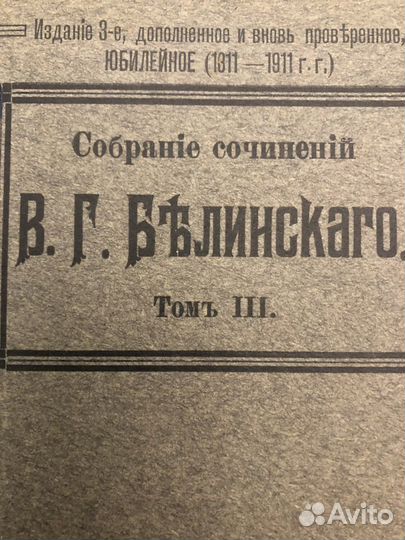 Изданіе 3-е, дополненное и вновь провѣренное,
ЮБИЛЕЙНОЕ (1811—1911 г. г.)
Собраніе сочиненій
В. Г. БѢЛИНСКАГО.
Томъ III.
Avito